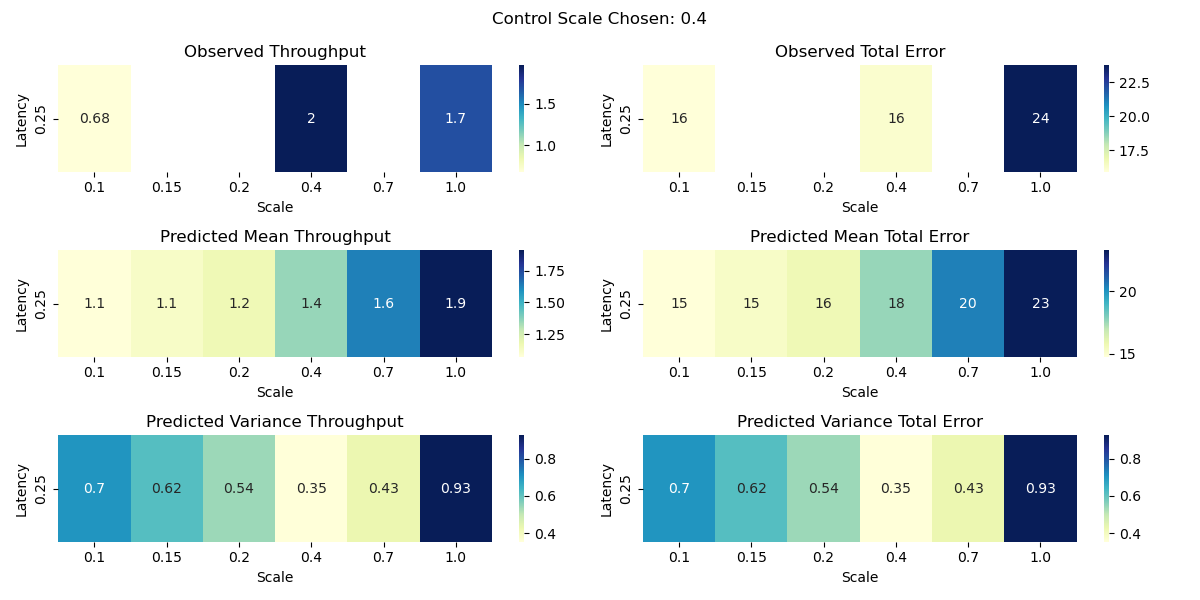 Control Scale Chosen: 0.4
Observed Throughput
Latency
0.25
0.68
2
1.7
1.5
1.0
0.1 0.15 0.2 0.4 0.7 1.0
Scale
Observed Total Error
Latency
0.25
16
16
24
22.5
20.0
17.5
0.1 0.15 0.2 0.4 0.7 1.0
Scale
Predicted Mean Throughput
Latency
0.25
1.1 1.1 1.2 1.4 1.6 1.9
1.75
1.50
1.25
0.1 0.15 0.2 0.4 0.7 1.0
Scale
Predicted Mean Total Error
Latency
0.25
15 15 16 18 20 23
20
15
0.1 0.15 0.2 0.4 0.7 1.0
Scale
Predicted Variance Throughput
Latency
0.25
0.7 0.62 0.54 0.35 0.43 0.93
0.8
0.6
0.4
0.1 0.15 0.2 0.4 0.7 1.0
Scale
Predicted Variance Total Error
Latency
0.25
0.7 0.62 0.54 0.35 0.43 0.93
0.8
0.6
0.4
0.1 0.15 0.2 0.4 0.7 1.0
Scale